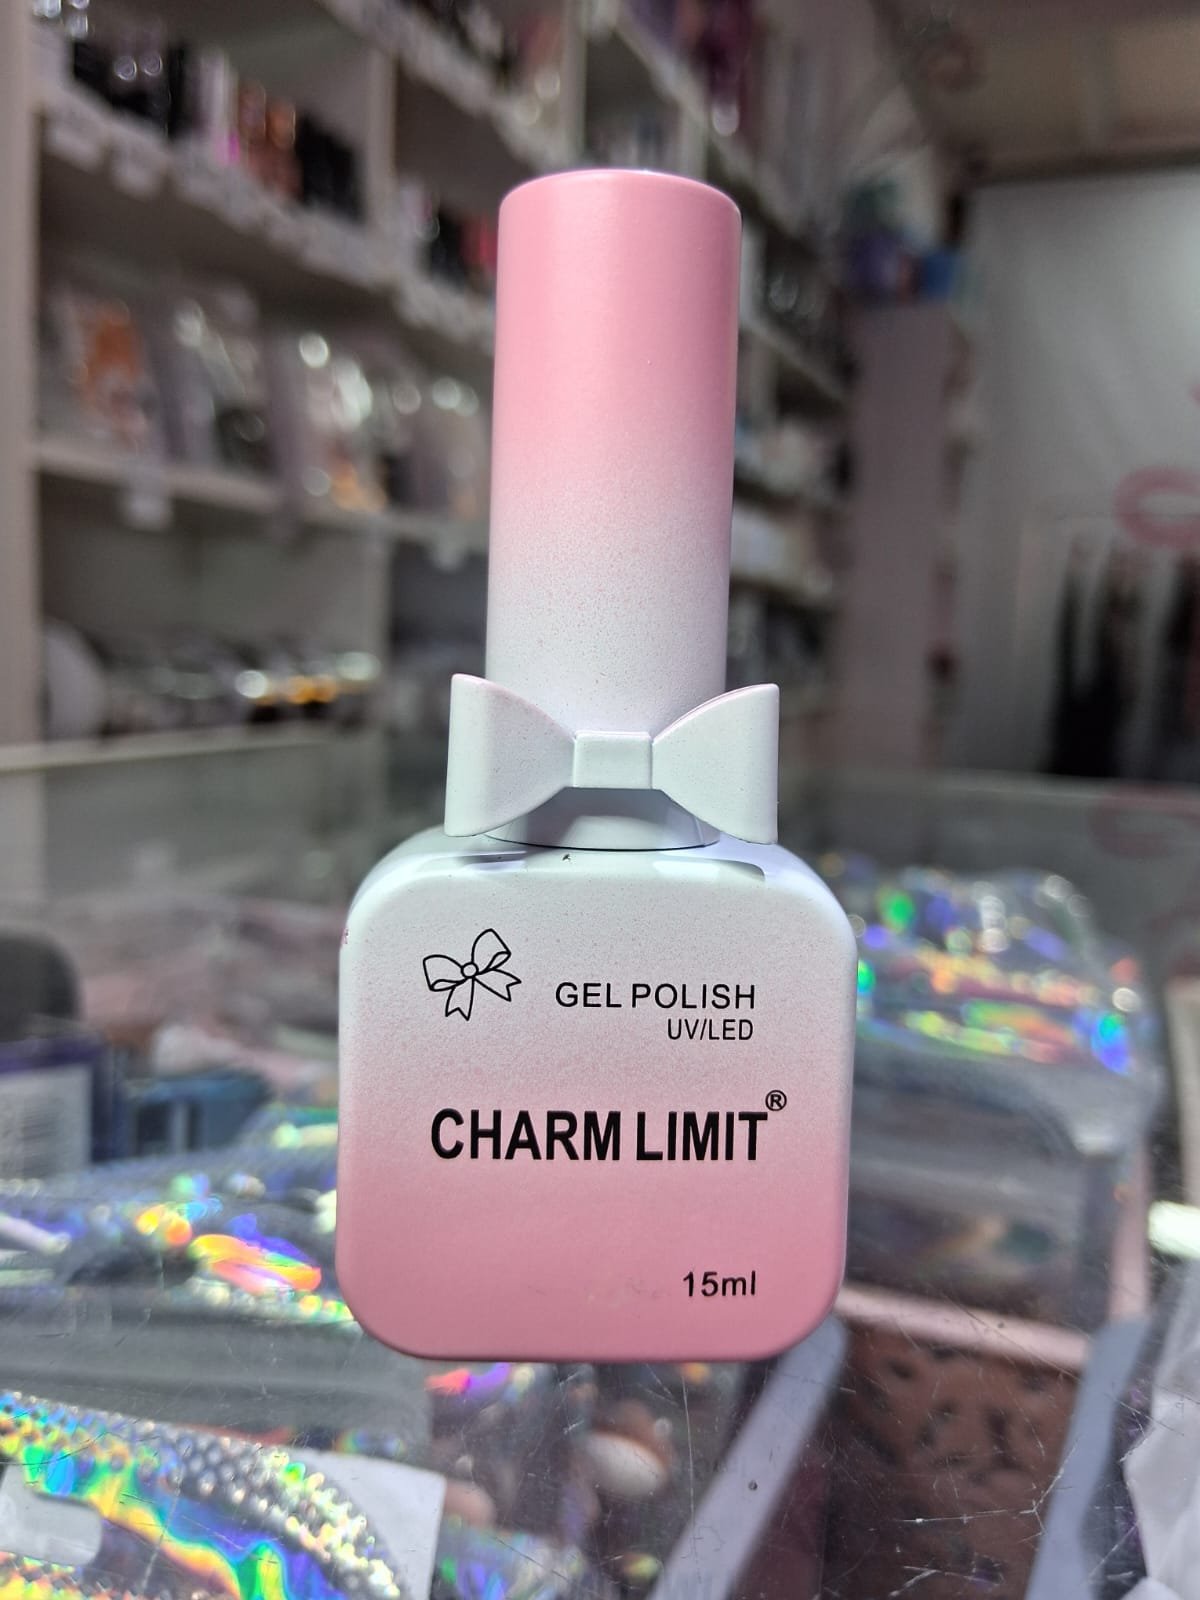 GEL POLISH
UV/LED
CHARM LIMIT®
15ml